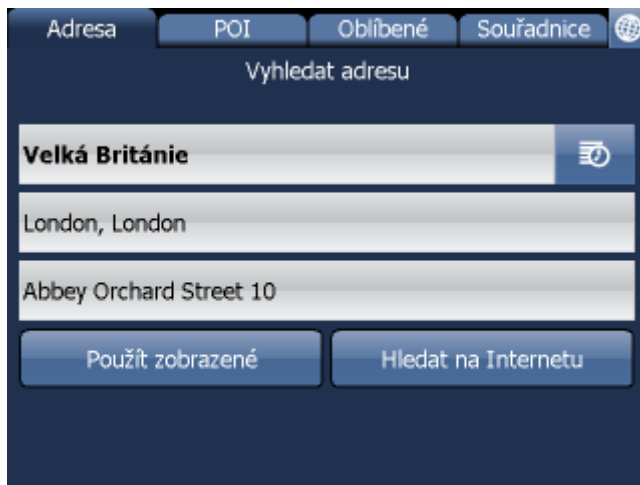 Adresa POI Oblíbené Souřadnice
Vyhledat adresu
Velká Británie
London, London
Abbey Orchard Street 10
Použít zobrazené Hledat na Internetu